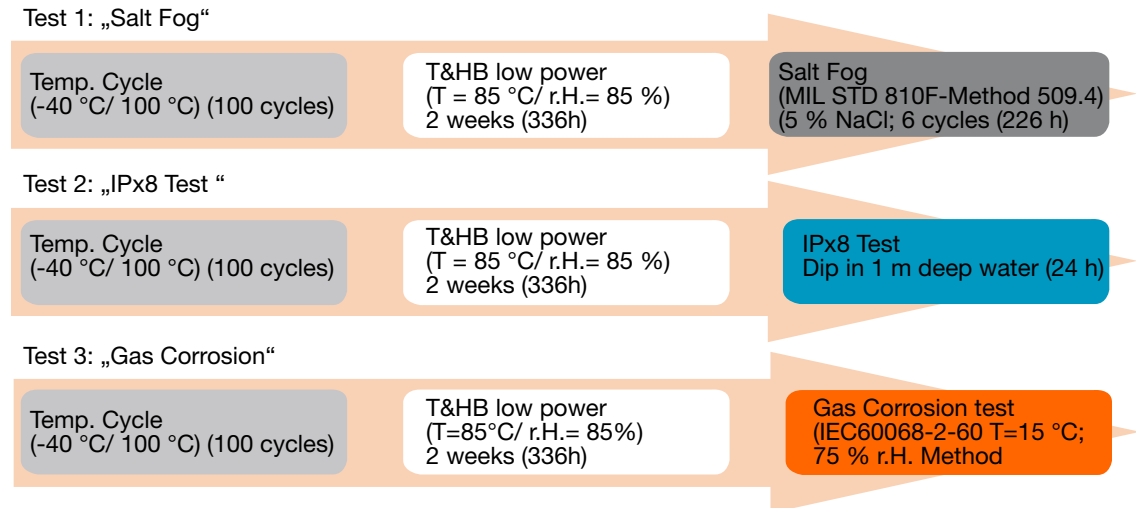 Test 1: „Salt Fog“
Temp. Cycle
(-40 °C/ 100 °C) (100 cycles)
T&HB low power
(T = 85 °C/ r.H.= 85 %)
2 weeks (336h)
Salt Fog
(MIL STD 810F-Method 509.4)
(5 % NaCl; 6 cycles (226 h)
Test 2: „IPx8 Test “
Temp. Cycle
(-40 °C/ 100 °C) (100 cycles)
T&HB low power
(T = 85 °C/ r.H.= 85 %)
2 weeks (336h)
IPx8 Test
Dip in 1 m deep water (24 h)
Test 3: „Gas Corrosion“
Temp. Cycle
(-40 °C/ 100 °C) (100 cycles)
T&HB low power
(T=85°C/ r.H.= 85%)
2 weeks (336h)
Gas Corrosion test
(IEC60068-2-60 T=15 °C;
75 % r.H. Method